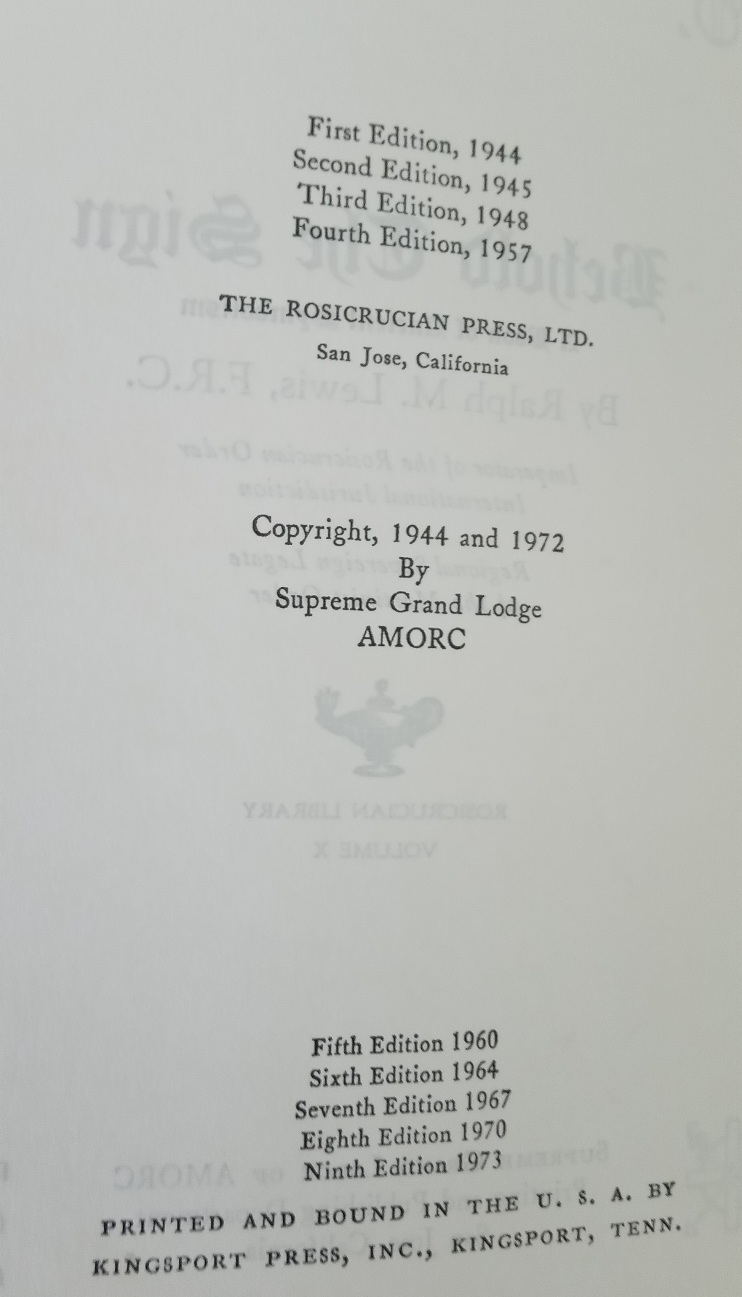 First Edition, 1944
Second Edition, 1945
Third Edition, 1948
Fourth Edition, 1957
THE ROSICRUCIAN PRESS, LTD.
San Jose, California
Copyright, 1944 and 1972
By
Supreme Grand Lodge
AMORC
Fifth Edition 1960
Sixth Edition 1964
Seventh Edition 1967
Eighth Edition 1970
Ninth Edition 1973
PRINTED AND BOUND IN THE U. S. A. BY
KINGSPORT PRESS, INC., KINGSPORT, TENN.